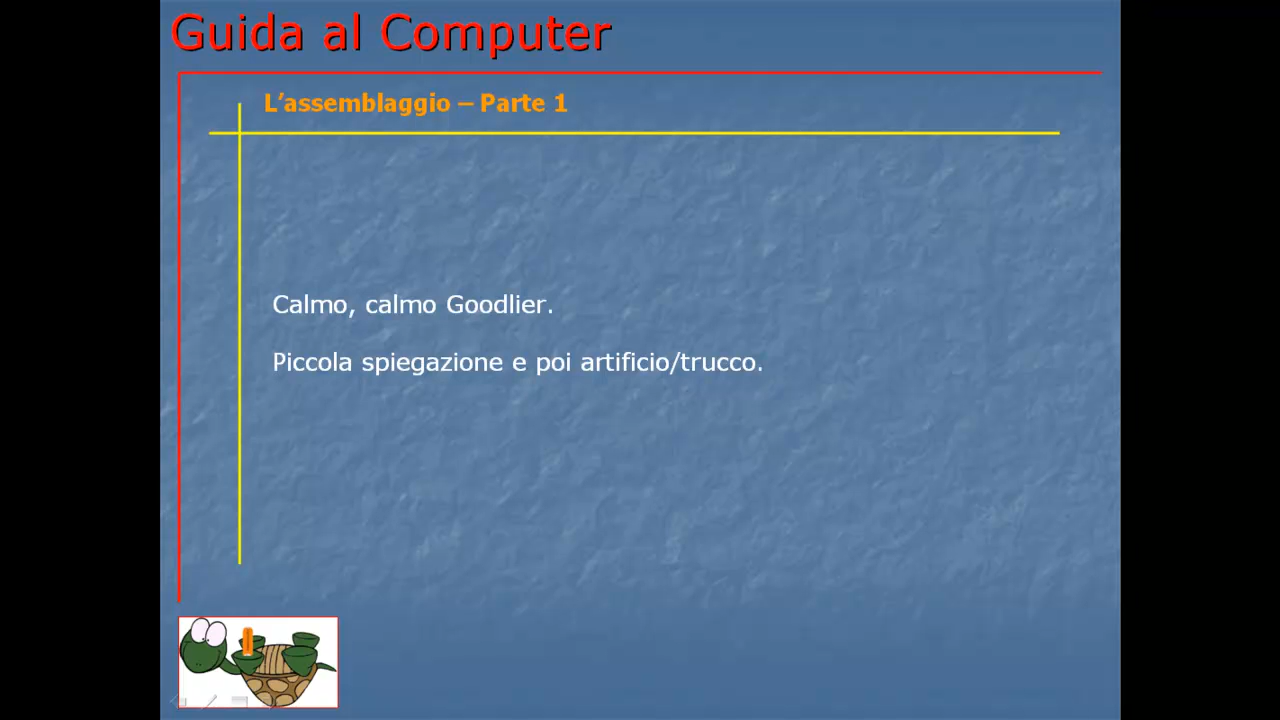 Guida al Computer
L’assemblaggio – Parte 1
Calmo, calmo Goodlier.
Piccola spiegazione e poi artificio/trucco.